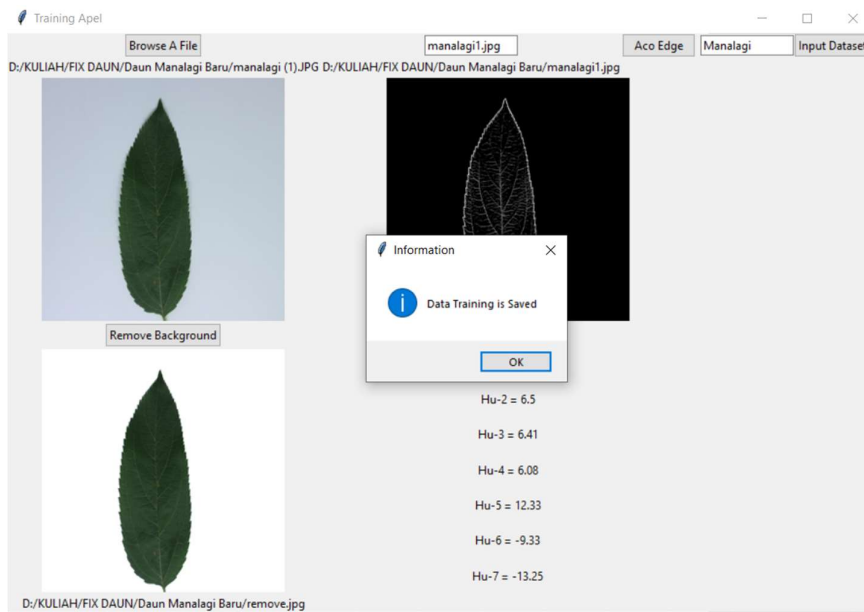 Training Apel
Browse A File
manalagi1.jpg
Aco Edge
Manalagi
Input Dataset
D:/KULIAH/FIX DAUN/Daun Manalagi Baru/manalagi (1).JPG
D:/KULIAH/FIX DAUN/Daun Manalagi Baru/manalagi1.jpg
Information
Data Training is Saved
OK
Remove Background
Hu-2 = 6.5
Hu-3 = 6.41
Hu-4 = 6.08
Hu-5 = 12.33
Hu-6 = -9.33
Hu-7 = -13.25
D:/KULIAH/FIX DAUN/Daun Manalagi Baru/remove.jpg